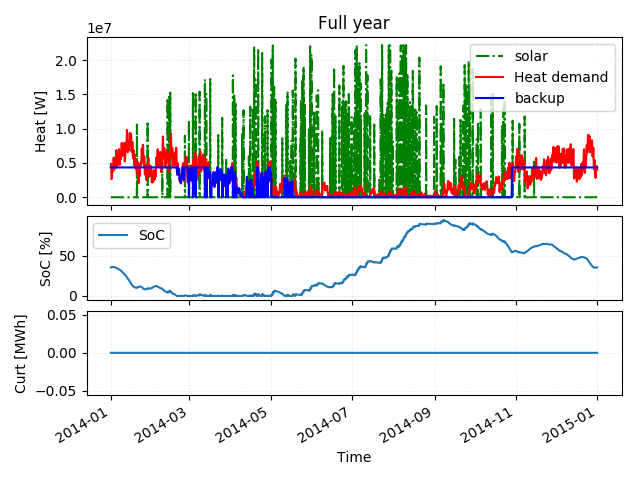 Full year
1e7
Heat [W]
2.0
1.5
1.0
0.5
0.0
solar
Heat demand
backup
SoC [%]
50
0
SoC
Curt [MWh]
0.05
0.00
−0.05
2014-01
2014-03
2014-05
2014-07
2014-09
2014-11
2015-01
Time